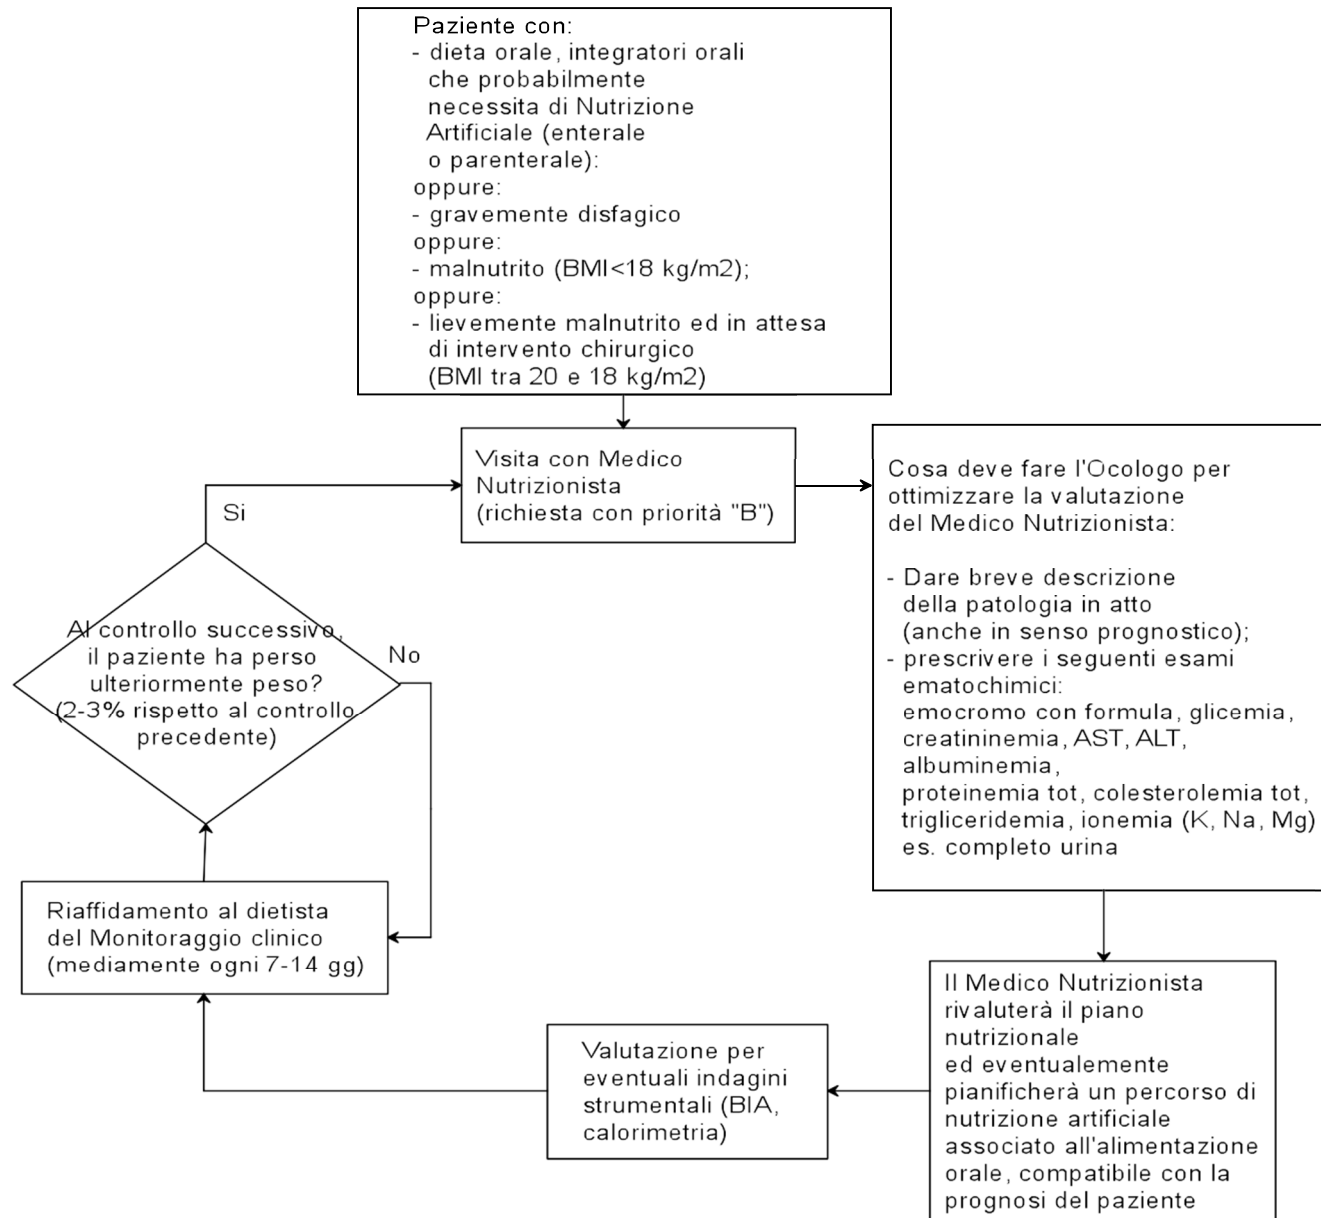 Paziente con:
- dieta orale, integratori orali
che probabilmente
necessita di Nutrizione
Artificiale (enterale
o parenterale):
oppure:
- gravemente disfagico
oppure:
- malnutrito (BMI<18 kg/m2);
oppure:
- lievemente malnutrito ed in attesa
di intervento chirurgico
(BMI tra 20 e 18 kg/m2)
Visita con Medico
Nutrizionista
(richiesta con priorità "B")
Cosa deve fare l'Ocologo per
ottimizzare la valutazione
del Medico Nutrizionista:
- Dare breve descrizione
della patologia in atto
(anche in senso prognostico);
- prescrivere i seguenti esami
ematochimici:
emocromo con formula, glicemia,
creatininemia, AST, ALT,
albuminemia,
proteinemia tot, colesterolemia tot,
trigliceridemia, ionemia (K, Na, Mg)
es. completo urina
Il Medico Nutrizionista
rivaluterà il piano
nutrizionale
ed eventualemente
pianificherà un percorso di
nutrizione artificiale
associato all'alimentazione
orale, compatibile con la
prognosi del paziente
Valutazione per
eventuali indagini
strumentali (BIA,
calorimetria)
Riaffidamento al dietista
del Monitoraggio clinico
(mediamente ogni 7-14 gg)
Al controllo successivo,
il paziente ha perso
ulteriormente peso?
(2-3% rispetto al controllo
precedente)
Si
No